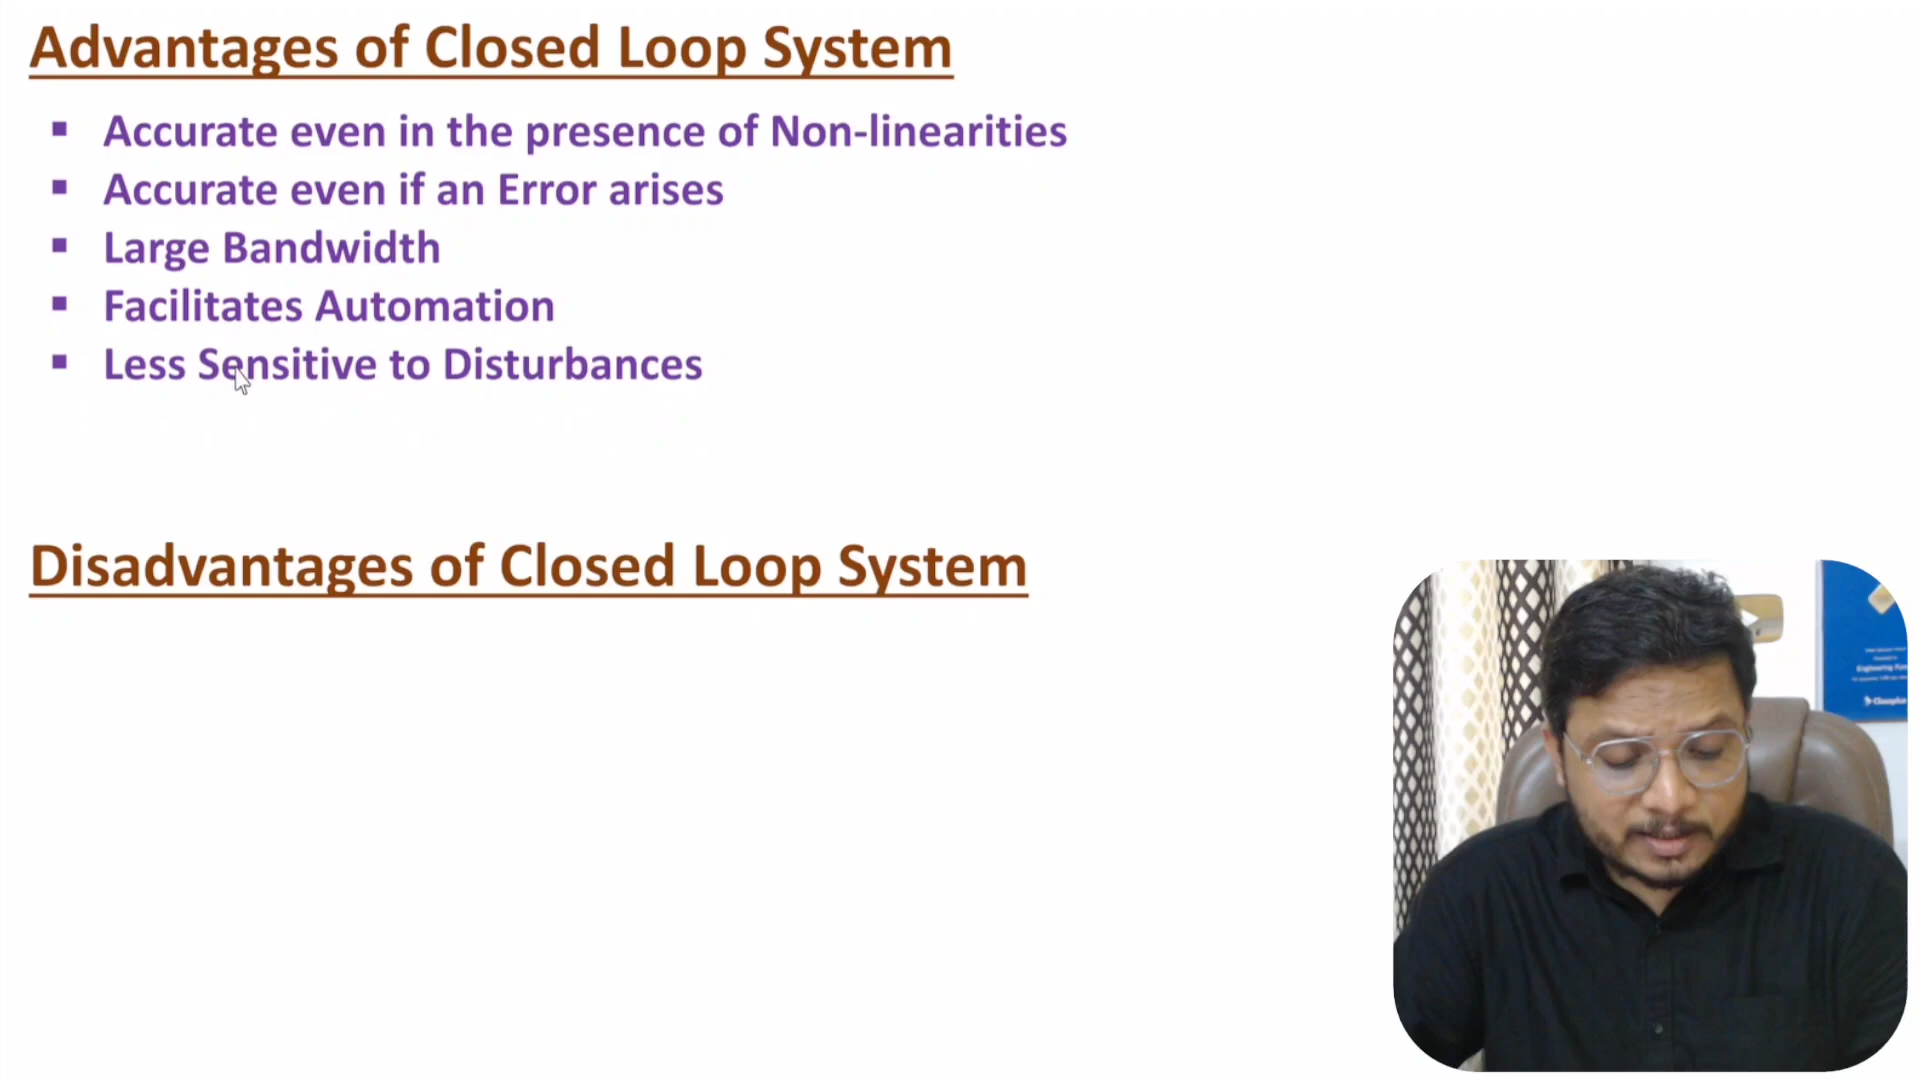 Advantages of Closed Loop System
▪ Accurate even in the presence of Non-linearities
▪ Accurate even if an Error arises
▪ Large Bandwidth
▪ Facilitates Automation
▪ Less Sensitive to Disturbances
Disadvantages of Closed Loop System
Engineering